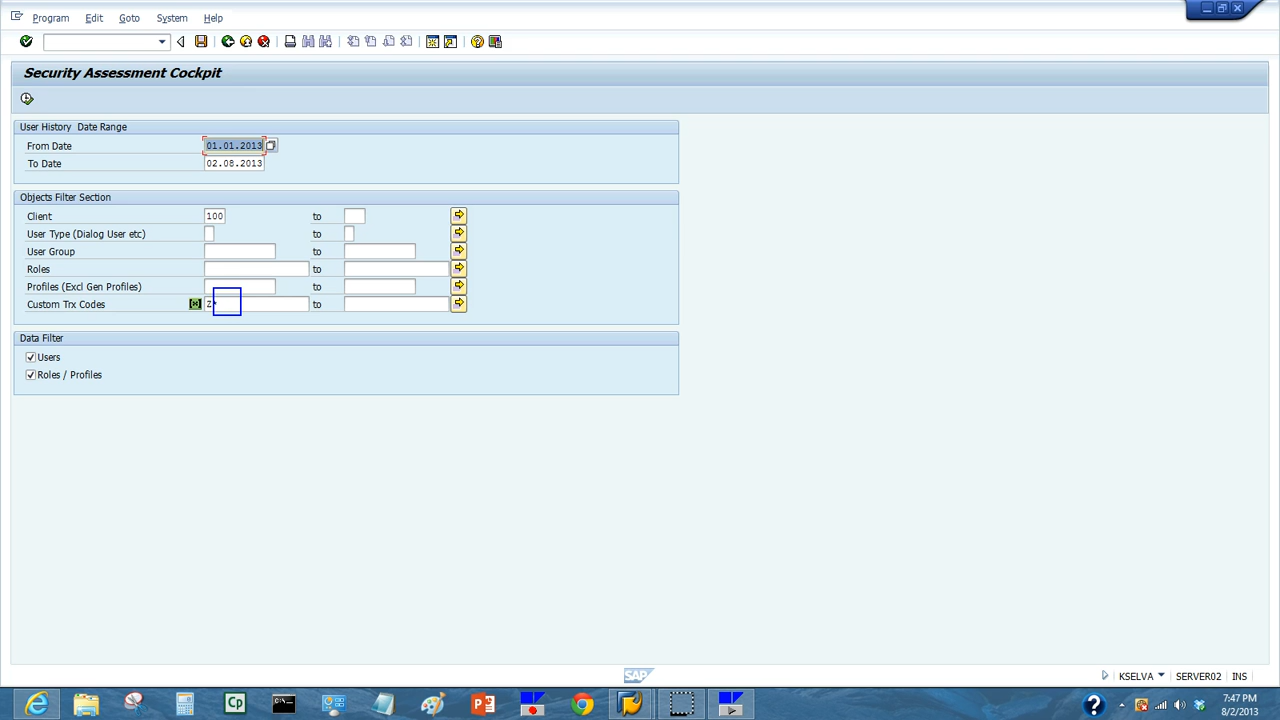 Program Edit Goto System Help
Security Assessment Cockpit
User History Date Range
From Date 01.01.2013
To Date 02.08.2013
Objects Filter Section
Client 100 to
User Type (Dialog User etc) to
User Group to
Roles to
Profiles (Excl Gen Profiles) to
Custom Trx Codes Z* to
Data Filter
Users
Roles / Profiles
SAP KSELVA SERVER02 INS
Cp
7:47 PM
8/2/2013